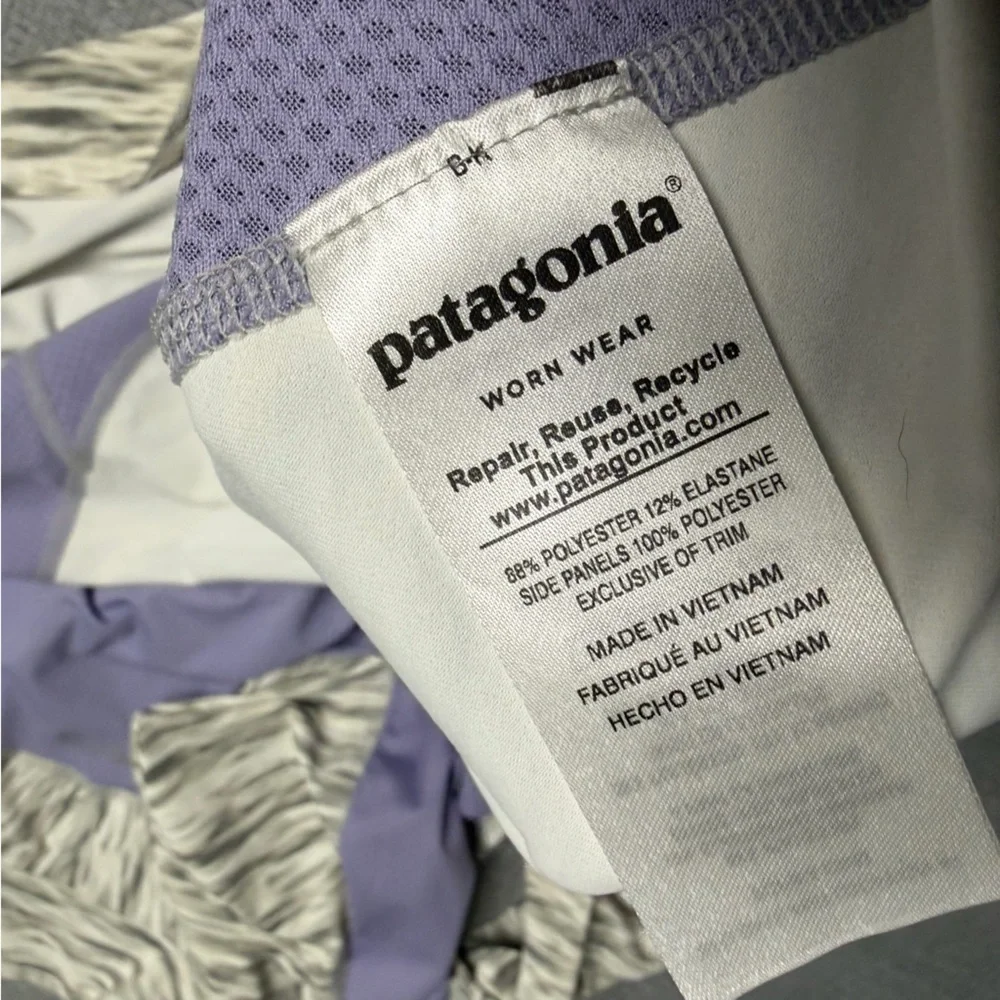 6-K
patagonia®
WORN WEAR
Repair, Reuse, Recycle
This Product
www.patagonia.com
88% POLYESTER 12% ELASTANE
SIDE PANELS 100% POLYESTER
EXCLUSIVE OF TRIM
MADE IN VIETNAM
FABRIQUÉ AU VIETNAM
HECHO EN VIETNAM